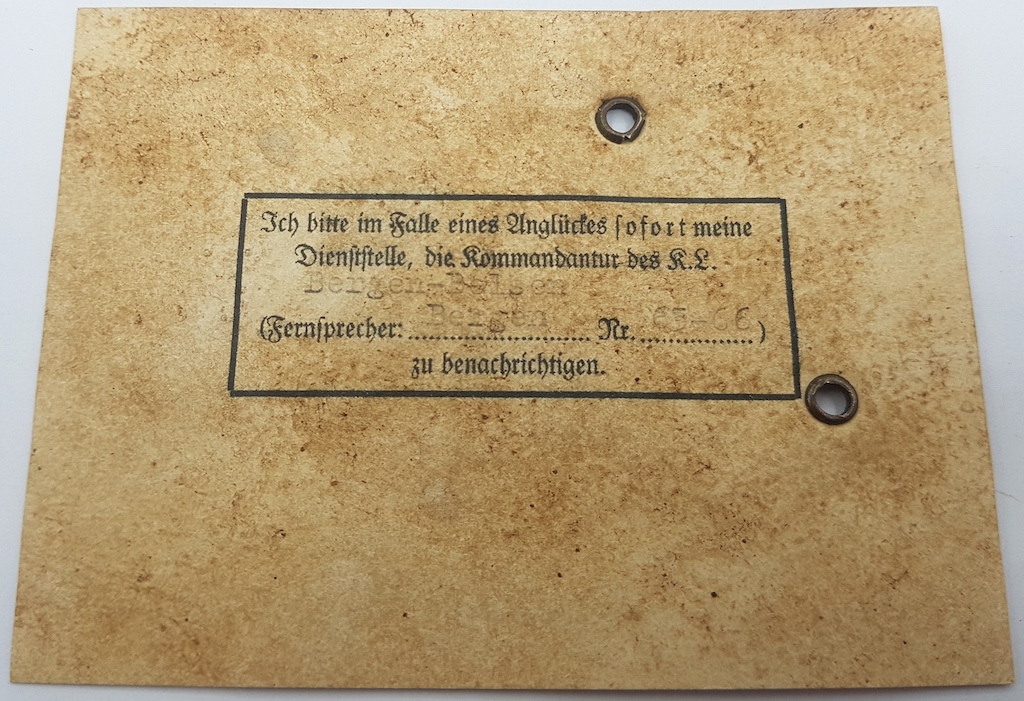 Ich bitte im Falle eines Anglückes sofort meine
Dienststelle, die Kommandantur des K.L.
Bergen-Belsen
(Fernsprecher: Bergen Nr. 65-66)
zu benachrichtigen.